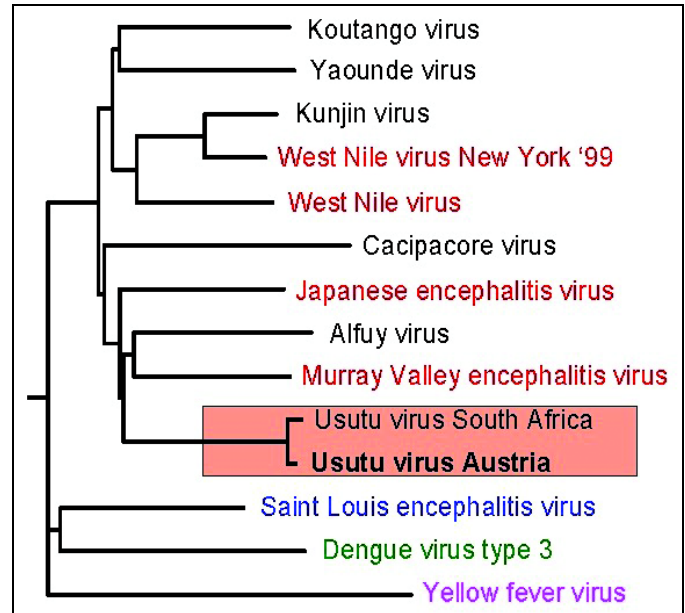 Koutango virus
Yaounde virus
Kunjin virus
West Nile virus New York ‘99
West Nile virus
Cacipacore virus
Japanese encephalitis virus
Alfuy virus
Murray Valley encephalitis virus
Usutu virus South Africa
Usutu virus Austria
Saint Louis encephalitis virus
Dengue virus type 3
Yellow fever virus